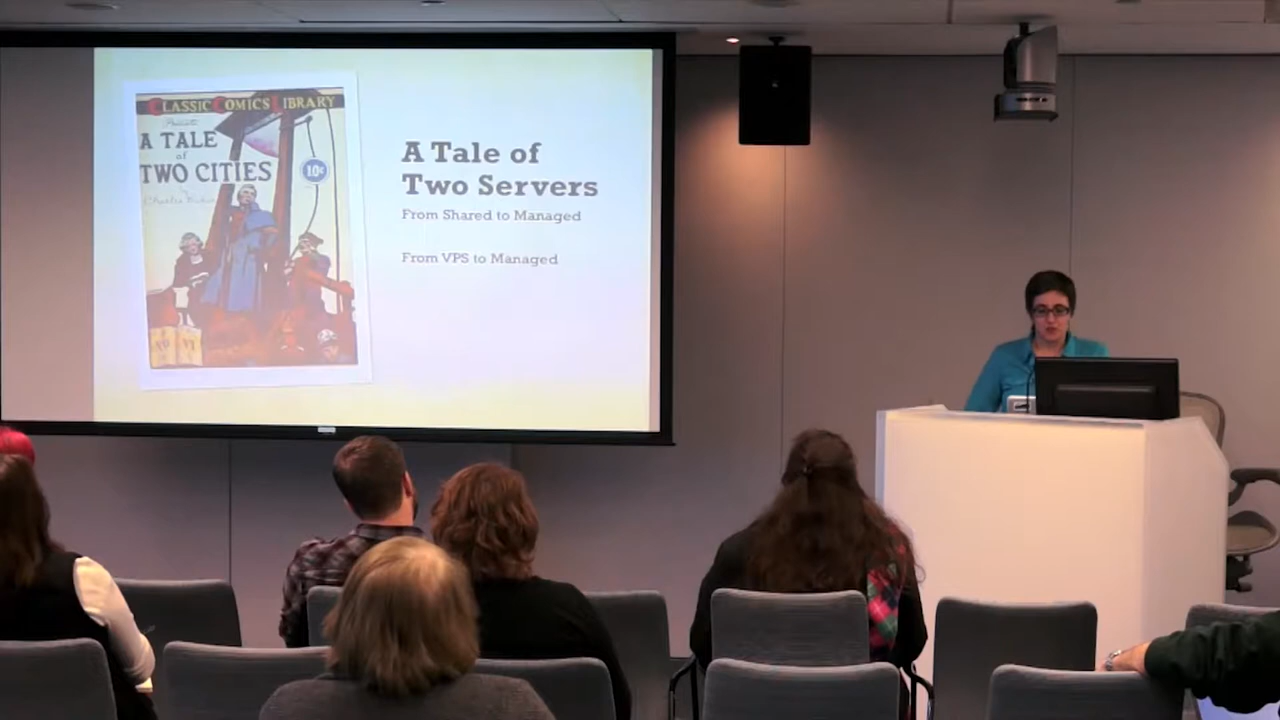 CLASSIC COMICS LIBRARY
A TALE
of
TWO CITIES
10¢
A Tale of
Two Servers
From Shared to Managed
From VPS to Managed